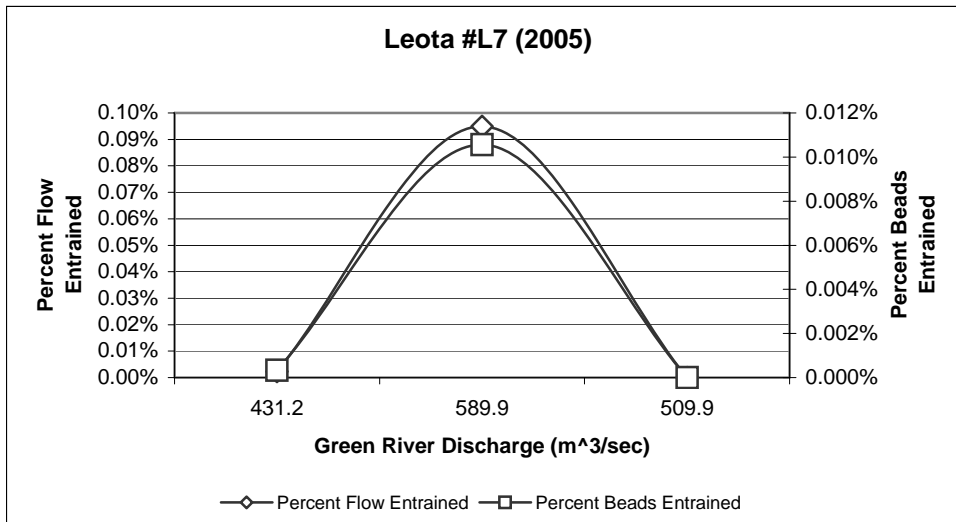 Leota #L7 (2005)
Percent Flow
Entrained
0.10%
0.09%
0.08%
0.07%
0.06%
0.05%
0.04%
0.03%
0.02%
0.01%
0.00%
0.012%
0.010%
0.008%
0.006%
0.004%
0.002%
0.000%
Percent Beads
Entrained
431.2 589.9 509.9
Green River Discharge (m^3/sec)
Percent Flow Entrained Percent Beads Entrained